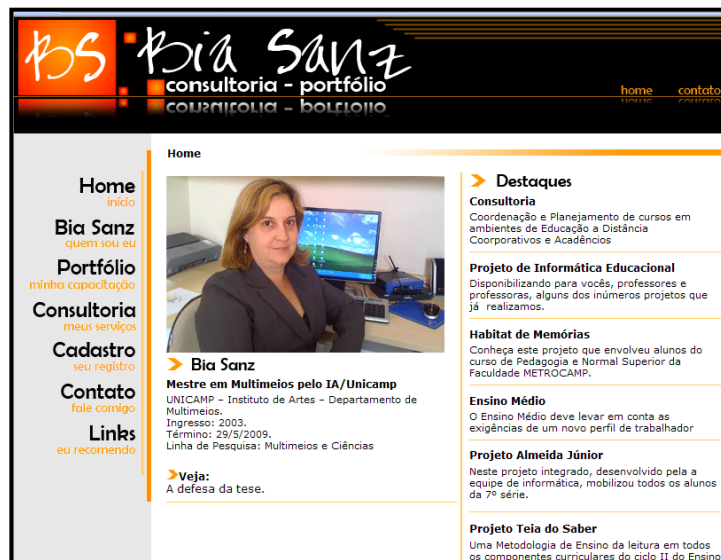 BS
Bia Sanz
consultoria - portfólio
home contato
Home
início
Bia Sanz
quem sou eu
Portfólio
minha capacitação
Consultoria
meus serviços
Cadastro
seu registro
Contato
fale comigo
Links
eu recomendo
Home
Bia Sanz
Mestre em Multimeios pelo IA/Unicamp
UNICAMP – Instituto de Artes – Departamento de
Multimeios.
Ingresso: 2003.
Término: 29/5/2009.
Linha de Pesquisa: Multimeios e Ciências
Veja:
A defesa da tese.
Destaques
Consultoria
Coordenação e Planejamento de cursos em
ambientes de Educação a Distância
Coorporativos e Acadêncios
Projeto de Informática Educacional
Disponibilizando para vocês, professores e
professoras, alguns dos inúmeros projetos que
já realizamos.
Habitat de Memórias
Conheça este projeto que envolveu alunos do
curso de Pedagogia e Normal Superior da
Faculdade METROCAMP.
Ensino Médio
O Ensino Médio deve levar em conta as
exigências de um novo perfil de trabalhador
Projeto Almeida Júnior
Neste projeto integrado, desenvolvido pela a
equipe de informática, mobilizou todos os alunos
da 7º série.
Projeto Teia do Saber
Uma Metodologia de Ensino da leitura em todos
os componentes curriculares do ciclo II do Ensino